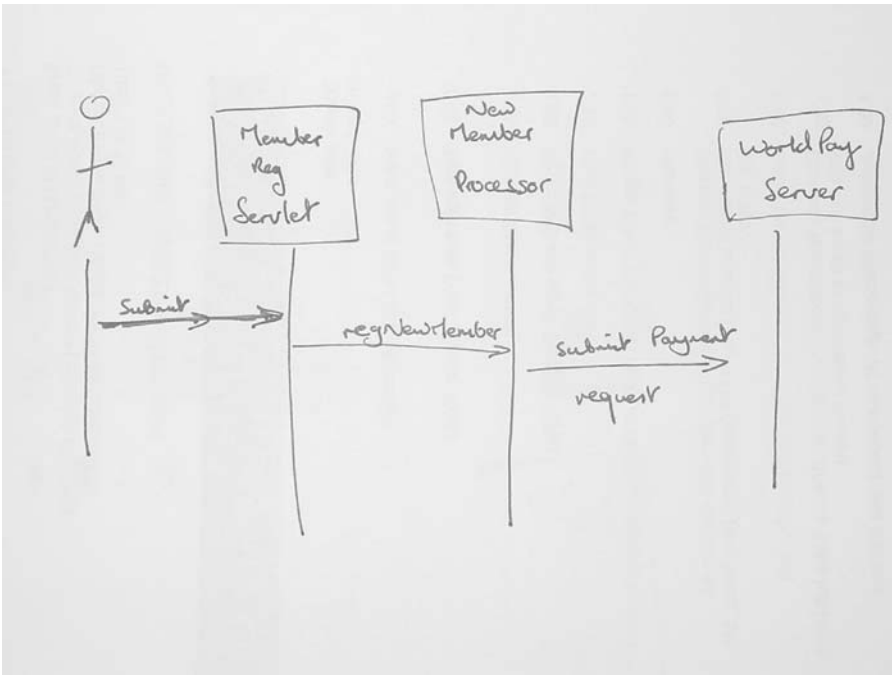 Member
Reg
Servlet
New
Member
Processor
World Pay
Server
Submit
regNewMember
submit Payment
request